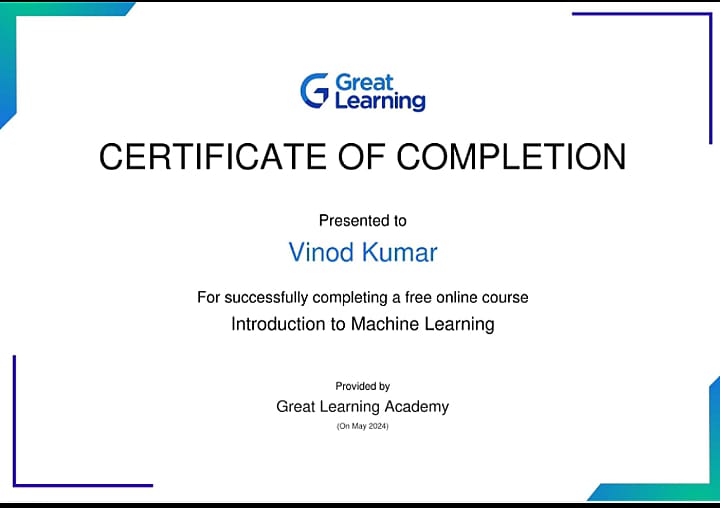 Great
Learning
CERTIFICATE OF COMPLETION
Presented to
Vinod Kumar
For successfully completing a free online course
Introduction to Machine Learning
Provided by
Great Learning Academy
(On May 2024)